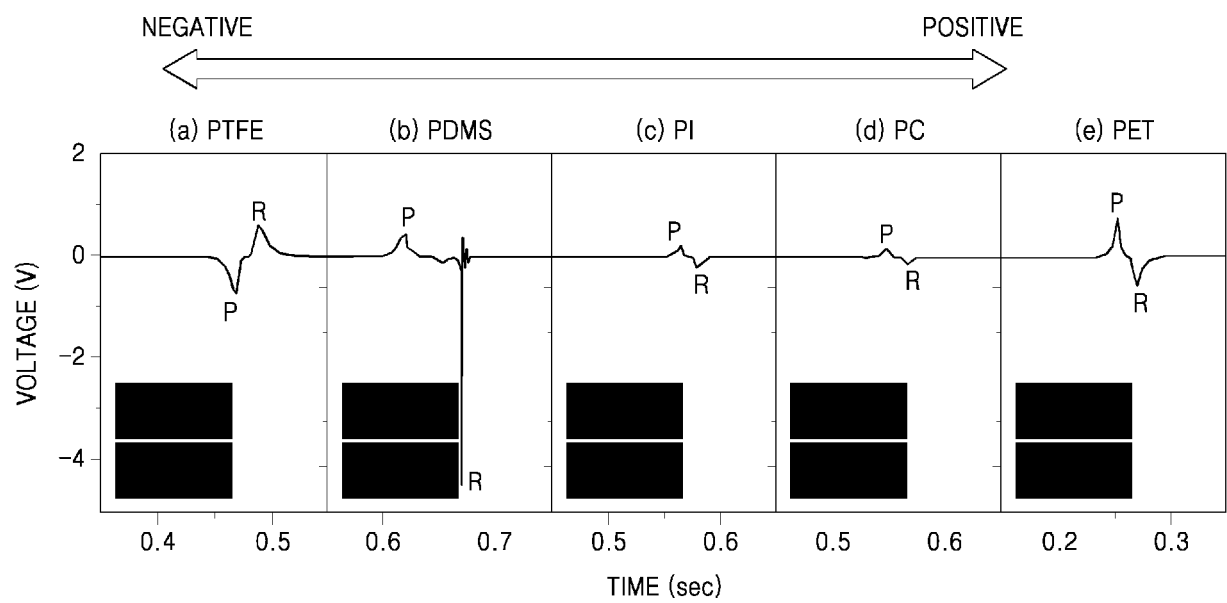 NEGATIVE POSITIVE
(a) PTFE (b) PDMS (c) PI (d) PC (e) PET
2
0
-2
-4
VOLTAGE (V)
R
P
P
R
P
R
P
R
P
R
0.4 0.5 0.6 0.7 0.5 0.6 0.5 0.6 0.2 0.3
TIME (sec)